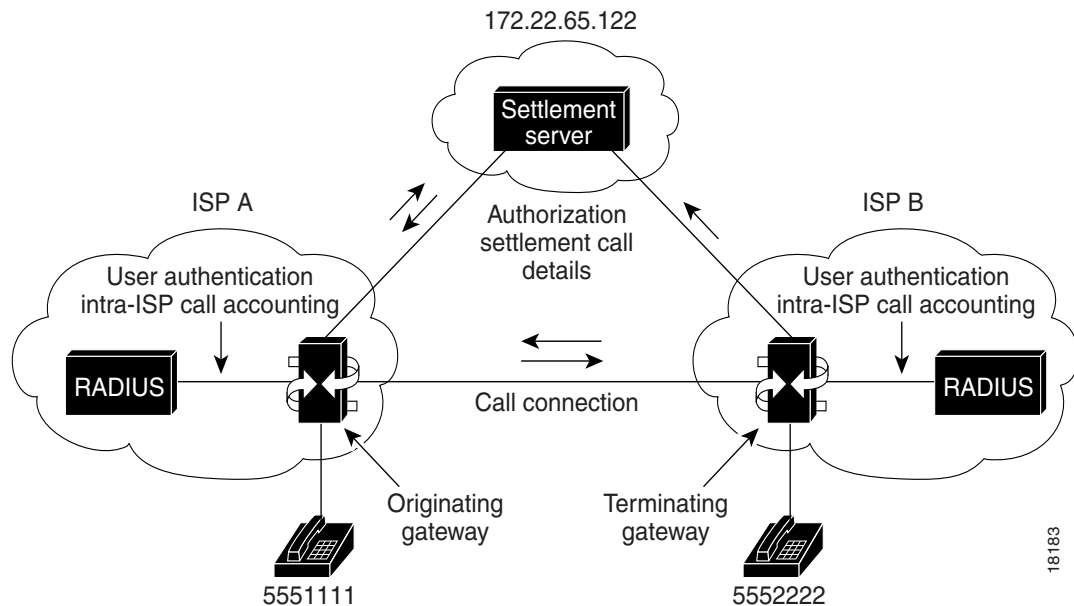 172.22.65.122
Settlement
server
ISP A
ISP B
Authorization
settlement call
details
User authentication
intra-ISP call accounting
User authentication
intra-ISP call accounting
RADIUS
RADIUS
Call connection
Originating
gateway
Terminating
gateway
5551111
5552222
18183